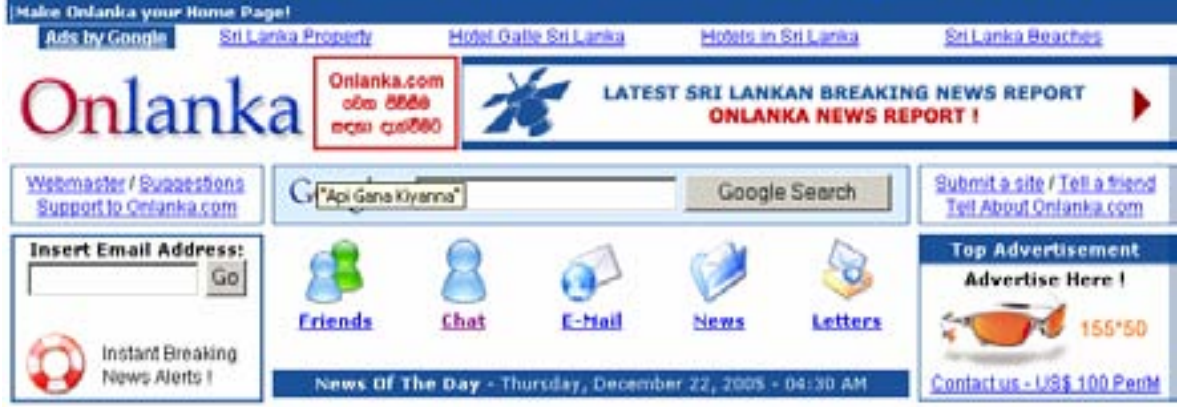 Make Onlanka your Home Page!
Ads by Google Sri Lanka Property Hotel Galle Sri Lanka Hotels in Sri Lanka Sri Lanka Beaches
Onlanka
Onlanka.com
LATEST SRI LANKAN BREAKING NEWS REPORT
ONLANKA NEWS REPORT !
Webmaster / Suggestions
Support to Onlanka.com
"Api Gana Kiyanna"
Google Search
Submit a site / Tell a friend
Tell About Onlanka.com
Insert Email Address:
Go
Instant Breaking
News Alerts !
Friends Chat E-Mail News Letters
News Of The Day - Thursday, December 22, 2005 - 04:30 AM
Top Advertisement
Advertise Here !
155*50
Contact us - US$ 100 Per/M